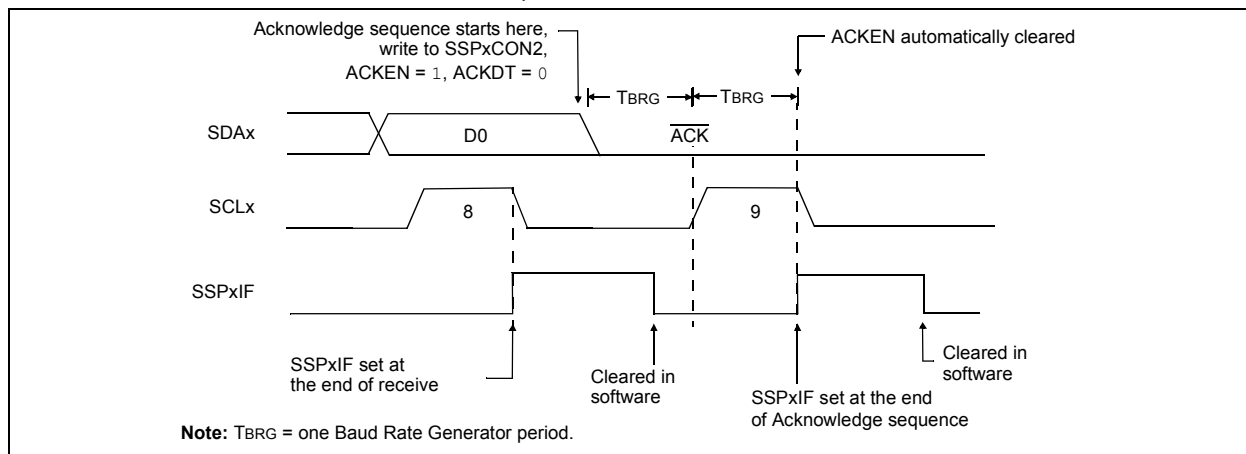 Acknowledge sequence starts here,
write to SSPxCON2,
ACKEN = 1, ACKDT = 0
ACKEN automatically cleared
TBRG
TBRG
SDAx
D0
ACK
SCLx
8
9
SSPxIF
SSPxIF set at
the end of receive
Cleared in
software
SSPxIF set at the end
of Acknowledge sequence
Cleared in
software
Note: TBRG = one Baud Rate Generator period.